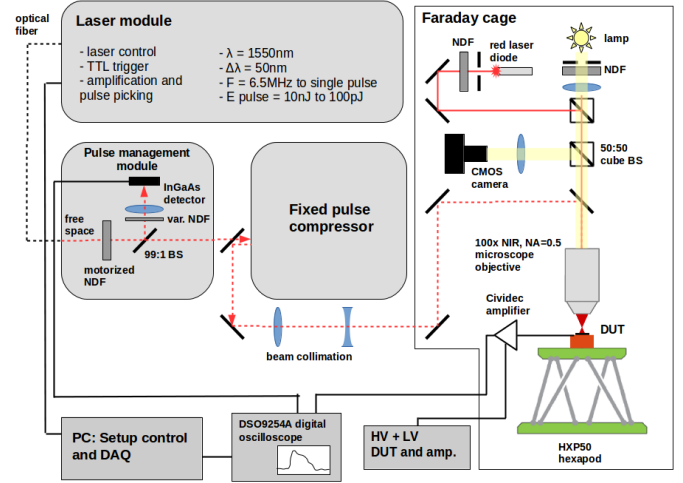 optical
fiber
Laser module
- laser control
- TTL trigger
- amplification and
pulse picking
- λ = 1550nm
- Δλ = 50nm
- F = 6.5MHz to single pulse
- E pulse = 10nJ to 100pJ
Faraday cage
NDF
red laser
diode
lamp
NDF
50:50
cube BS
CMOS
camera
Pulse management
module
InGaAs
detector
var. NDF
free
space
99:1 BS
motorized
NDF
Fixed pulse
compressor
beam collimation
100x NIR, NA=0.5
microscope
objective
Cividec
amplifier
DUT
HXP50
hexapod
PC: Setup control
and DAQ
DSO9254A digital
oscilloscope
HV + LV
DUT and amp.